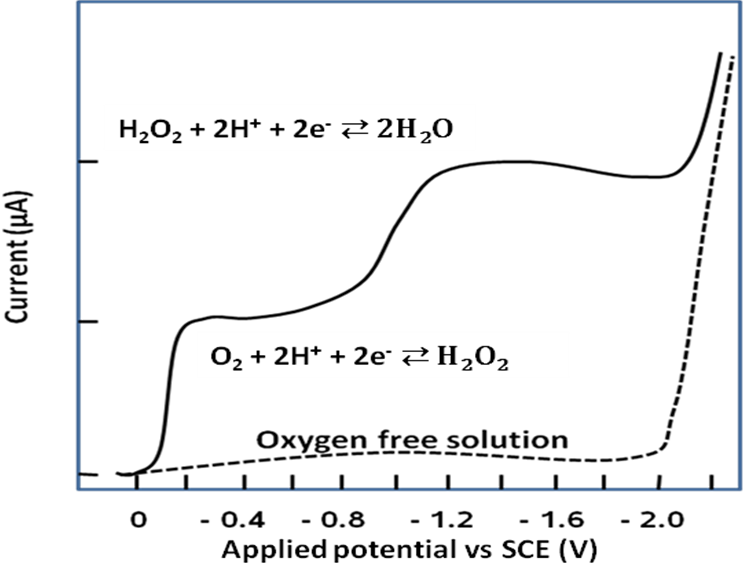 H₂O₂ + 2H⁺ + 2e⁻ ⇄ 2H₂O
Current (µA)
O₂ + 2H⁺ + 2e⁻ ⇄ H₂O₂
Oxygen free solution
0 - 0.4 - 0.8 - 1.2 - 1.6 - 2.0
Applied potential vs SCE (V)